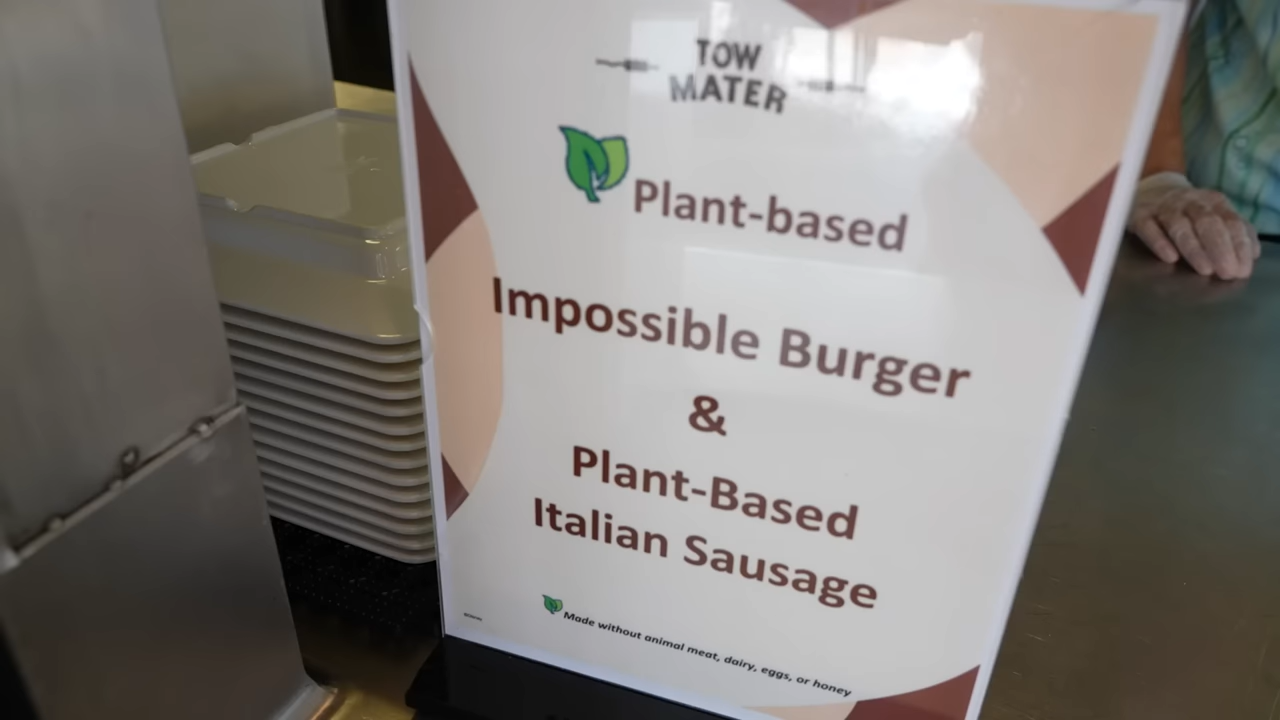 TOW
MATER
Plant-based
Impossible Burger
&
Plant-Based
Italian Sausage
Made without animal meat, dairy, eggs, or honey